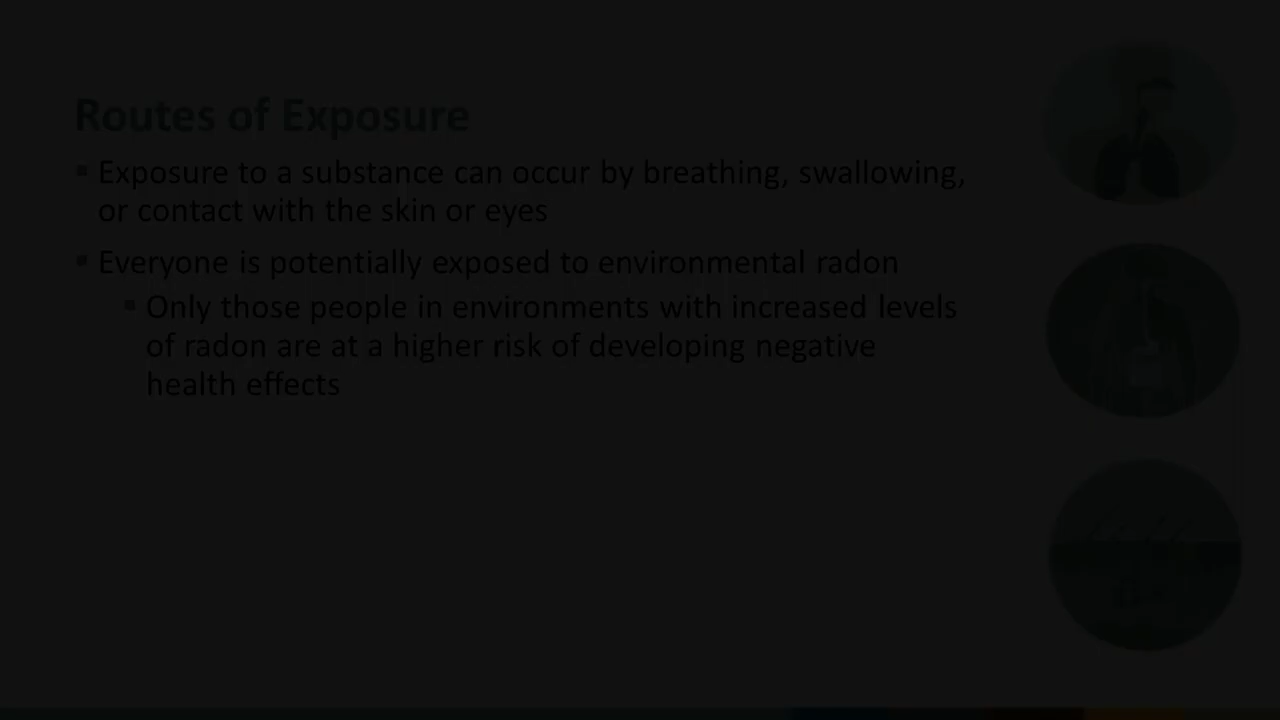 Routes of Exposure
▪ Exposure to a substance can occur by breathing, swallowing,
or contact with the skin or eyes
▪ Everyone is potentially exposed to environmental radon
▪ Only those people in environments with increased levels
of radon are at a higher risk of developing negative
health effects